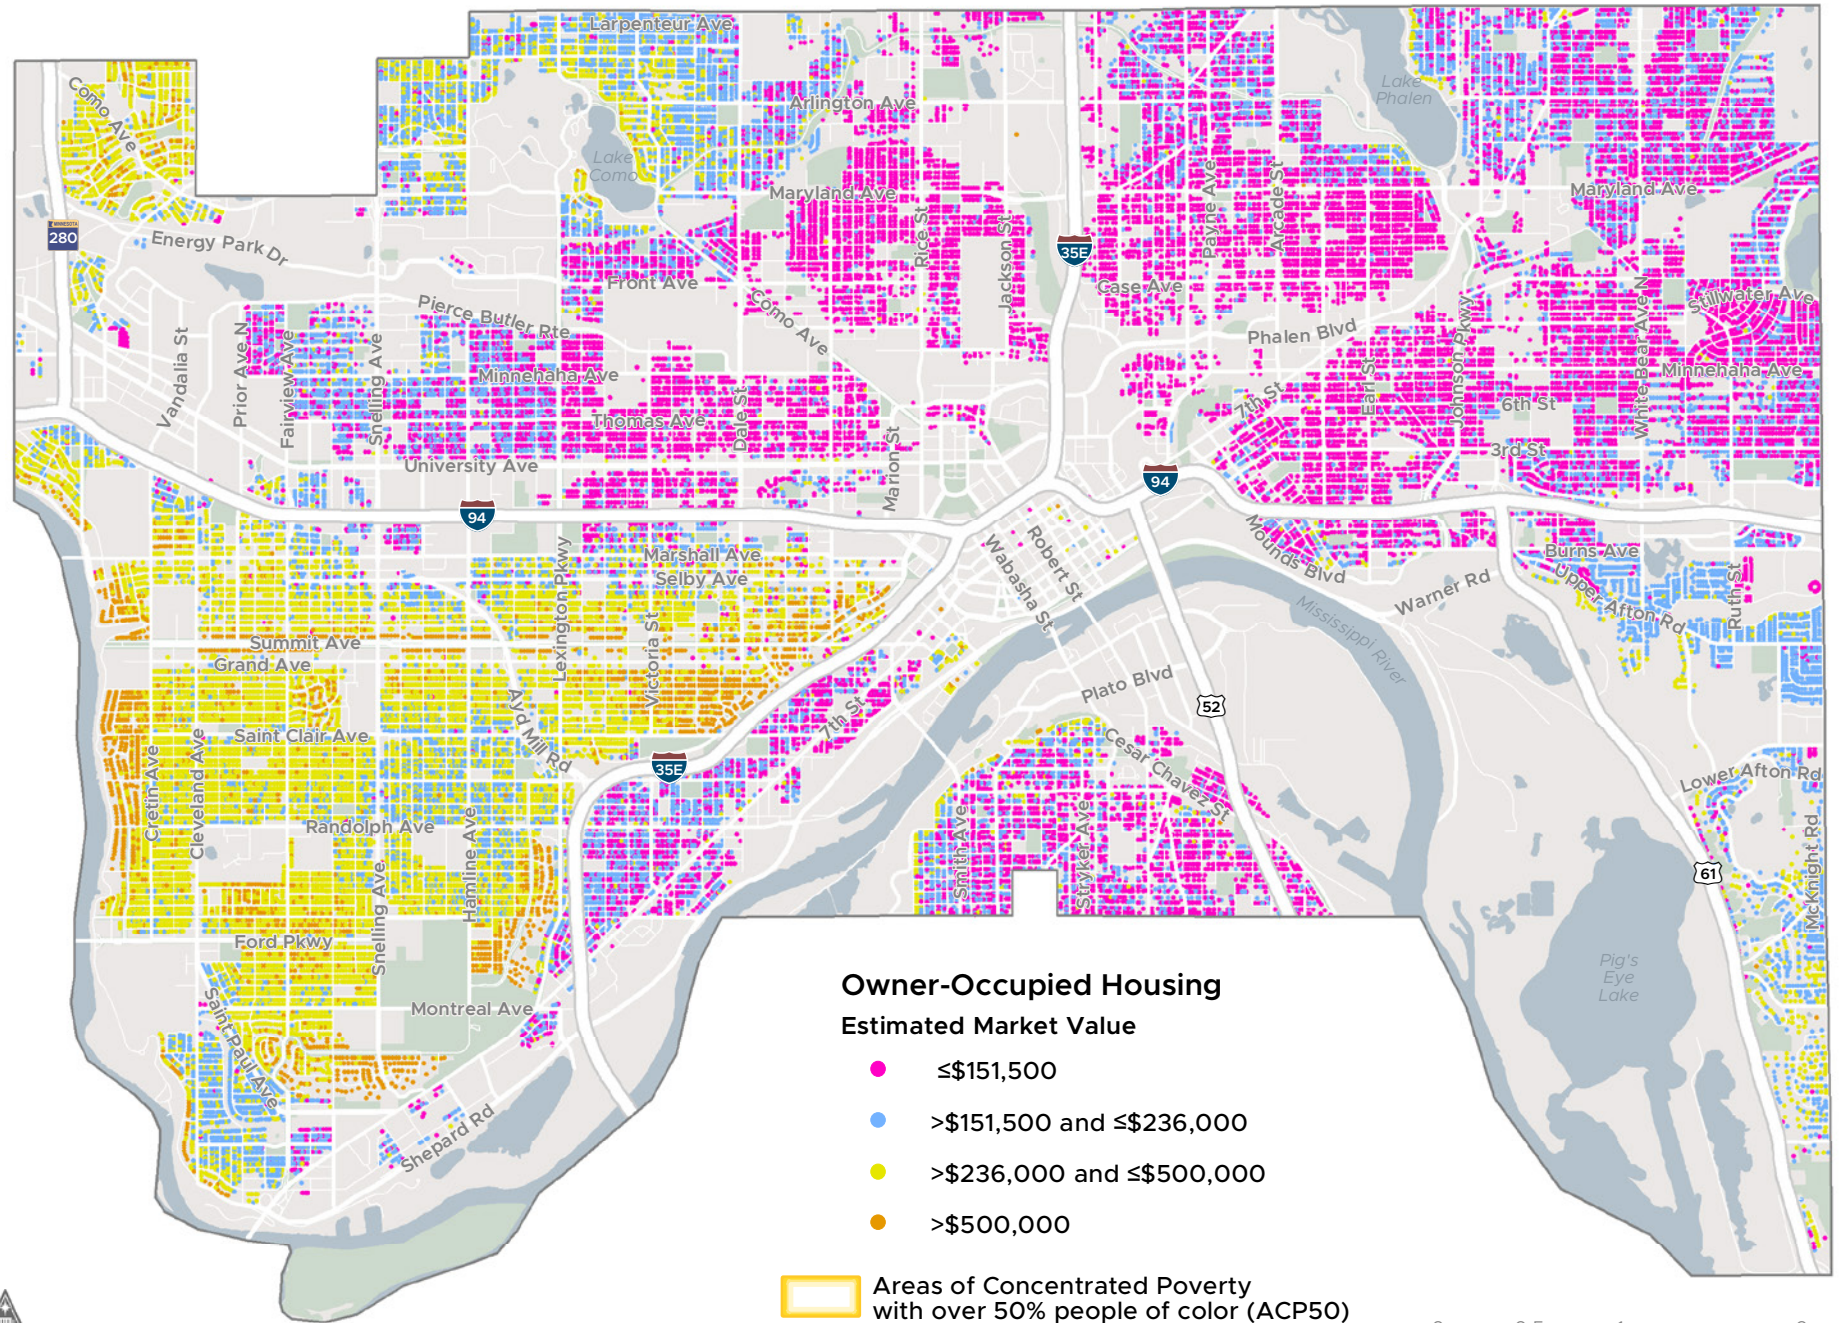 Larpenteur Ave
Como Ave
Arlington Ave
Lake
Phalen
Lake
Como
Maryland Ave
Maryland Ave
MINNESOTA
280
Energy Park Dr
Rice St
Jackson St
35E
Payne Ave
Arcade St
Front Ave
Case Ave
Pierce Butler Rte
Como Ave
Stillwater Ave
Phalen Blvd
Vandalia St
Prior Ave N
Fairview Ave
Snelling Ave
Minnehaha Ave
Johnson Pkwy
White Bear Ave N
Minnehaha Ave
Earl St
7th St
6th St
Thomas Ave
Dale St
Marion St
3rd St
University Ave
94
94
Marshall Ave
Selby Ave
Lexington Pkwy
Robert St
Wabasha St
Mounds Blvd
Burns Ave
Upper Afton Rd
Ruth St
Warner Rd
Mississippi River
Summit Ave
Grand Ave
Victoria St
Ayd Mill Rd
Plato Blvd
52
7th St
Saint Clair Ave
Cretin Ave
Cleveland Ave
35E
Cesar Chavez St
Lower Afton Rd
Randolph Ave
Hamline Ave
Snelling Ave
Smith Ave
Stryker Ave
McKnight Rd
61
Ford Pkwy
Pig's
Eye
Lake
Montreal Ave
Saint Paul Ave
Shepard Rd
Owner-Occupied Housing
Estimated Market Value
≤$151,500
>$151,500 and ≤$236,000
>$236,000 and ≤$500,000
>$500,000
Areas of Concentrated Poverty
with over 50% people of color (ACP50)